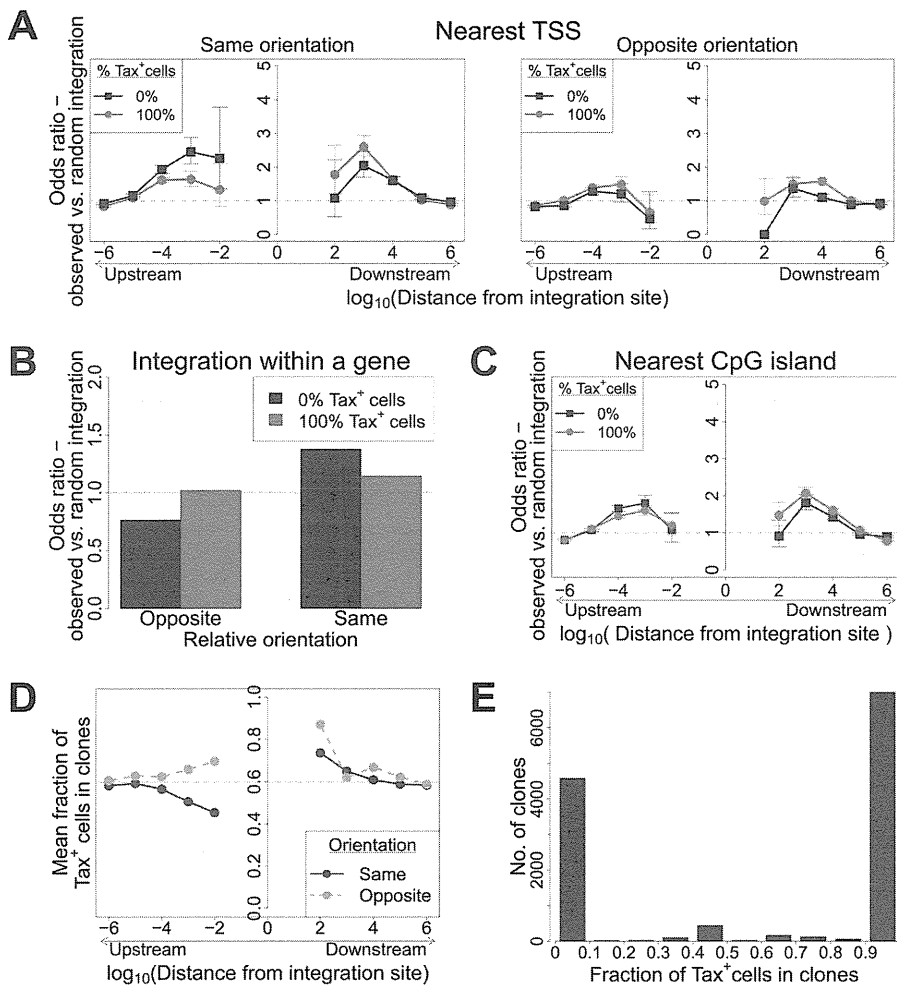 A
Nearest TSS
Same orientation
Opposite orientation
Odds ratio –
observed vs. random integration
% Tax+cells
0%
100%
0 1 2 3 4 5
−6 −4 −2 0 2 4 6
Upstream
Downstream
% Tax+cells
0%
100%
0 1 2 3 4 5
−6 −4 −2 0 2 4 6
Upstream
Downstream
log10(Distance from integration site)
B
Integration within a gene
Odds ratio –
observed vs. random integration
0.0 0.5 1.0 1.5 2.0
0% Tax+ cells
100% Tax+ cells
Opposite
Same
Relative orientation
C
Nearest CpG island
Odds ratio –
observed vs. random integration
% Tax+cells
0%
100%
0 1 2 3 4 5
−6 −4 −2 0 2 4 6
Upstream
Downstream
log10( Distance from integration site )
D
Mean fraction of
Tax+ cells in clones
0.0 0.2 0.4 0.6 0.8 1.0
Orientation
Same
Opposite
−6 −4 −2 0 2 4 6
Upstream
Downstream
log10(Distance from integration site)
E
No. of clones
0 2000 4000 6000
0 0.1 0.2 0.3 0.4 0.5 0.6 0.7 0.8 0.9
Fraction of Tax+cells in clones